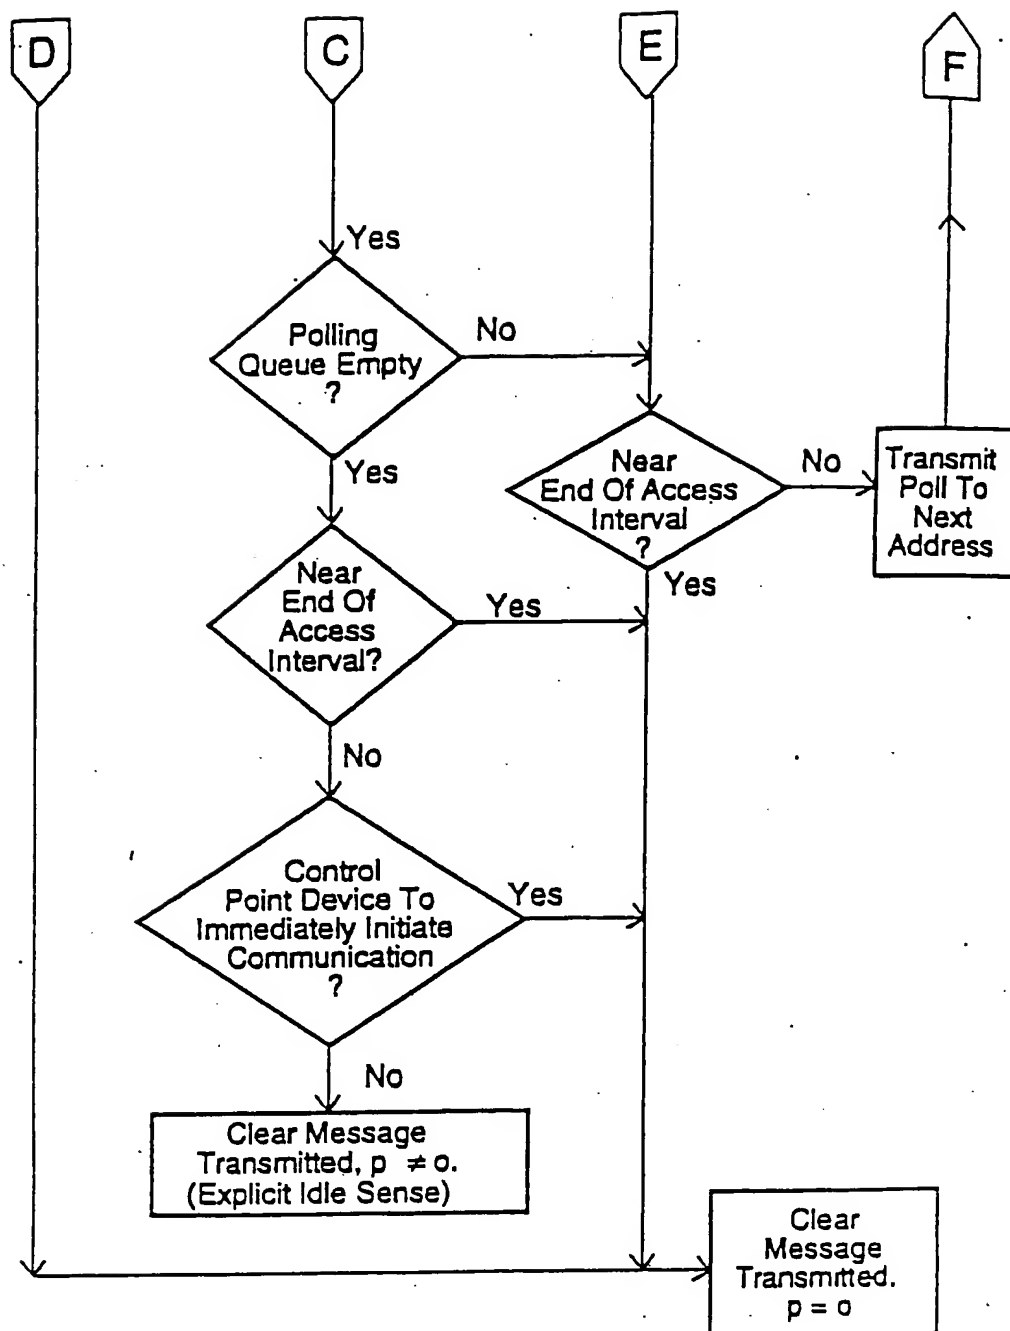 D
C
E
F
Yes
Polling
Queue Empty
?
No
Yes
Near
End Of Access
Interval
?
No
Transmit
Poll To
Next
Address
Yes
Near
End Of
Access
Interval?
Yes
No
Control
Point Device To
Immediately Initiate
Communication
?
Yes
No
Clear Message
Transmitted, p ≠ o.
(Explicit Idle Sense)
Clear
Message
Transmitted.
p = o